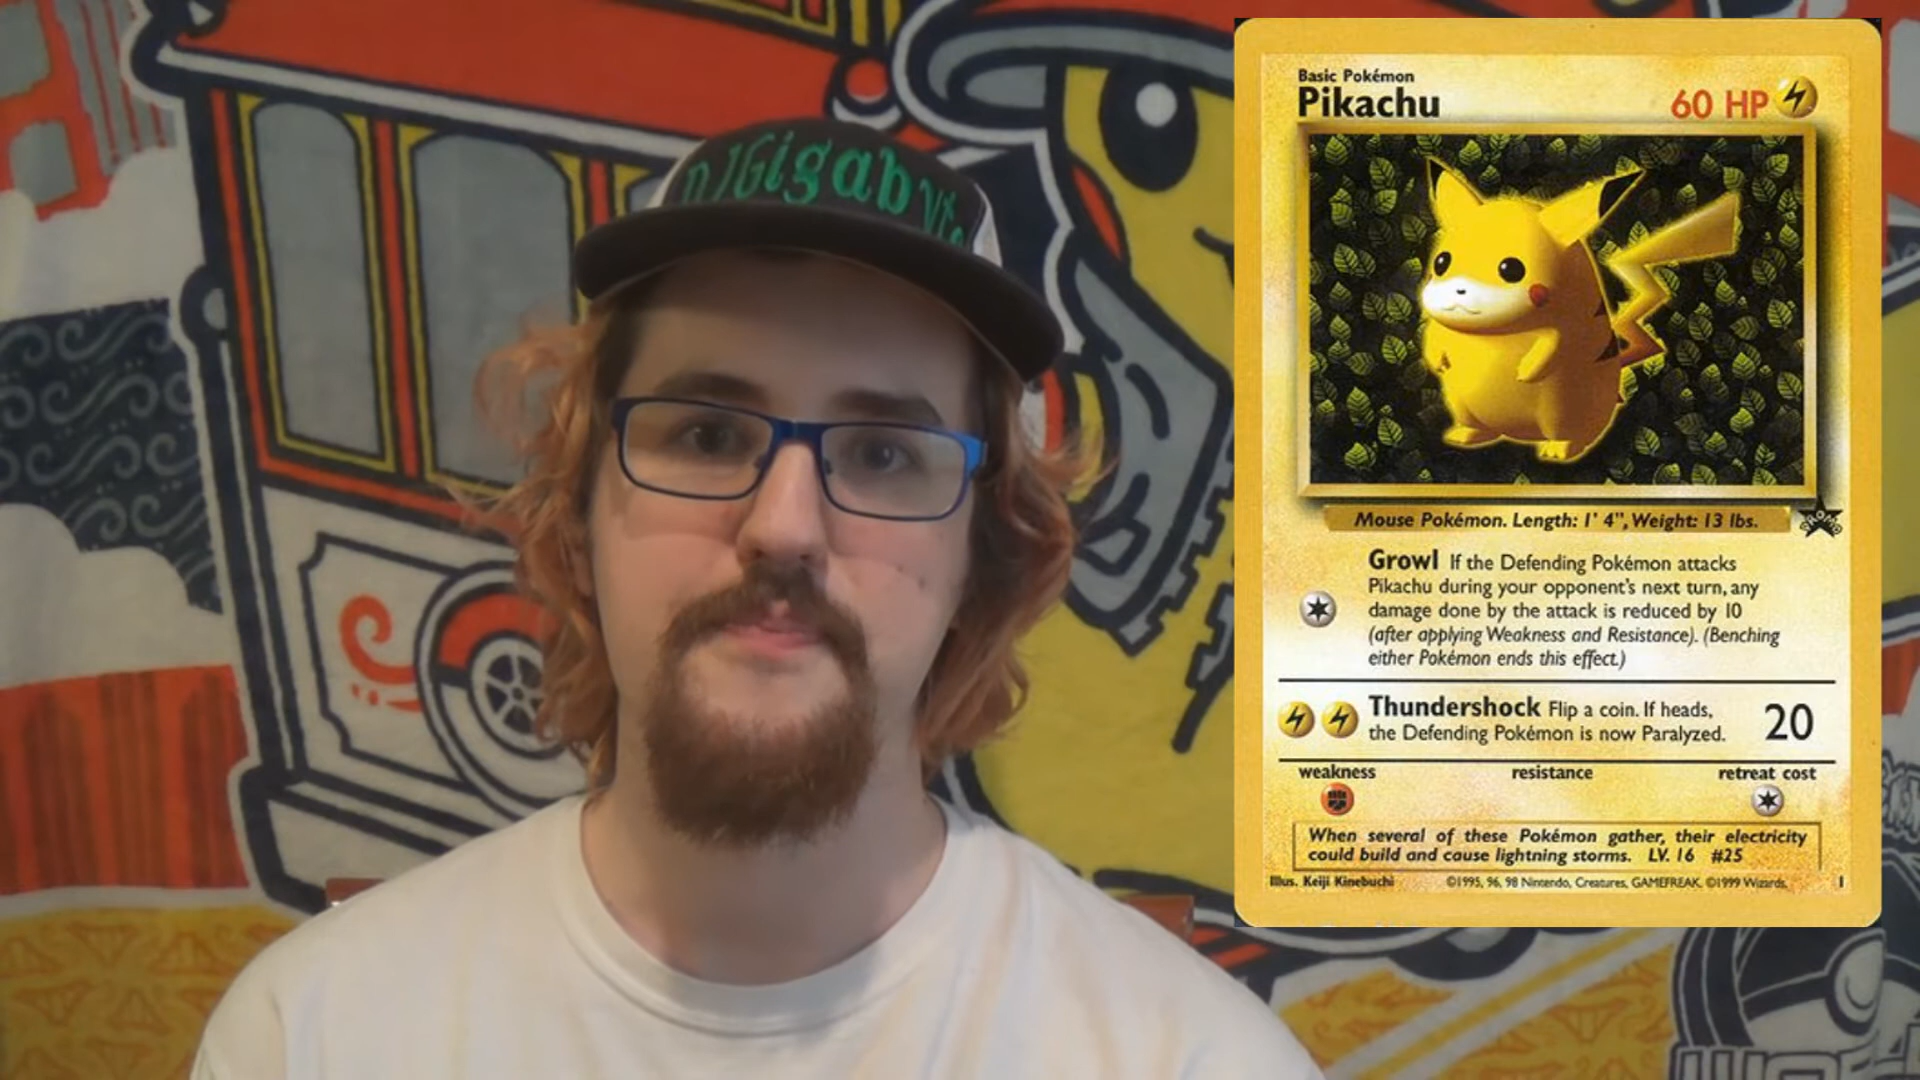 DJGigabyte
Basic Pokémon
Pikachu
60 HP
Mouse Pokémon. Length: 1' 4", Weight: 13 lbs.
PROMO
Growl If the Defending Pokémon attacks
Pikachu during your opponent's next turn, any
damage done by the attack is reduced by 10
(after applying Weakness and Resistance). (Benching
either Pokémon ends this effect.)
Thundershock Flip a coin. If heads,
the Defending Pokémon is now Paralyzed.
20
weakness
resistance
retreat cost
When several of these Pokémon gather, their electricity
could build and cause lightning storms. LV. 16 #25
Illus. Keiji Kinebuchi
©1995, 96, 98 Nintendo, Creatures, GAMEFREAK. ©1999 Wizards.
1